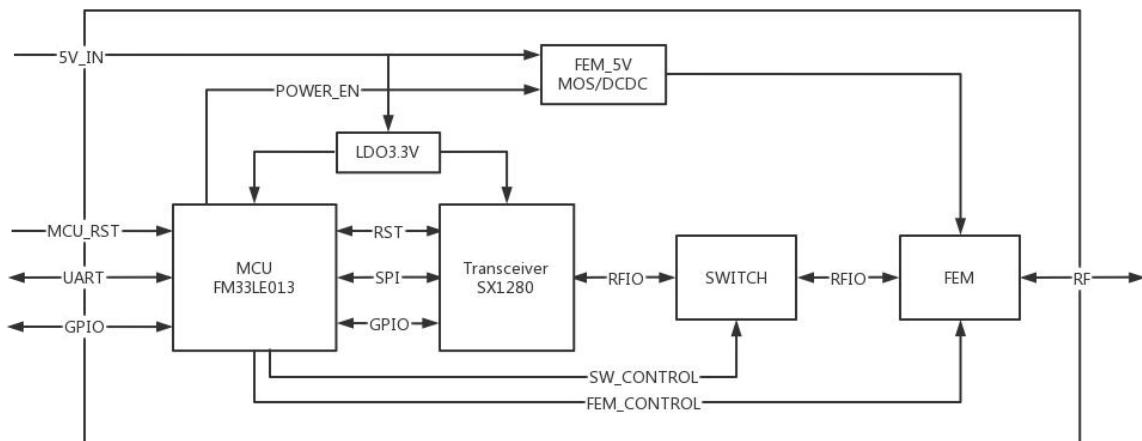 5V_IN
FEM_5V
MOS/DCDC
POWER_EN
LDO3.3V
MCU_RST
RST
UART
MCU
FM33LE013
SPI
Transceiver
SX1280
RFIO
SWITCH
RFIO
FEM
RF
GPIO
GPIO
SW_CONTROL
FEM_CONTROL